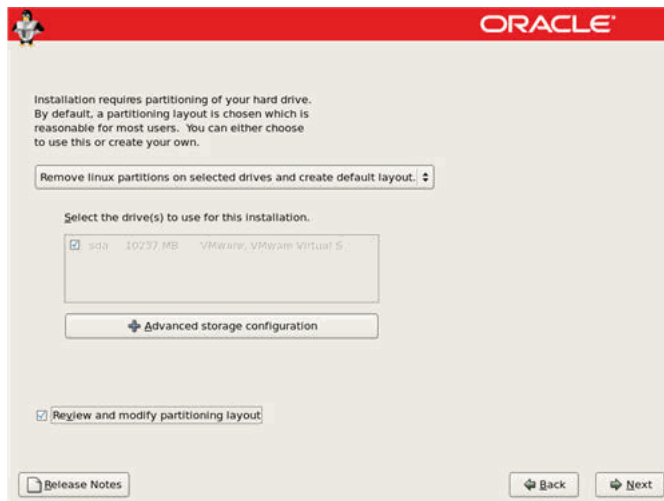 ORACLE
Installation requires partitioning of your hard drive.
By default, a partitioning layout is chosen which is
reasonable for most users. You can either choose
to use this or create your own.
Remove linux partitions on selected drives and create default layout.
Select the drive(s) to use for this installation.
sda 10237 MB VMware, VMware Virtual S
Advanced storage configuration
Review and modify partitioning layout
Release Notes
Back
Next